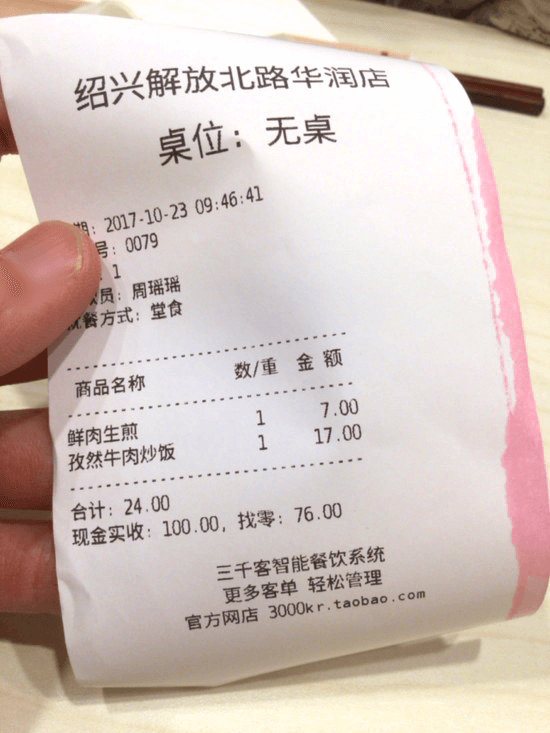 绍兴解放北路华润店
桌位: 无桌
期: 2017-10-23 09:46:41
号: 0079
: 1
员: 周瑶瑶
就餐方式: 堂食
商品名称 数/重 金 额
鲜肉生煎 1 7.00
孜然牛肉炒饭 1 17.00
合计: 24.00
现金实收: 100.00, 找零: 76.00
三千客智能餐饮系统
更多客单 轻松管理
官方网店 3000kr.taobao.com